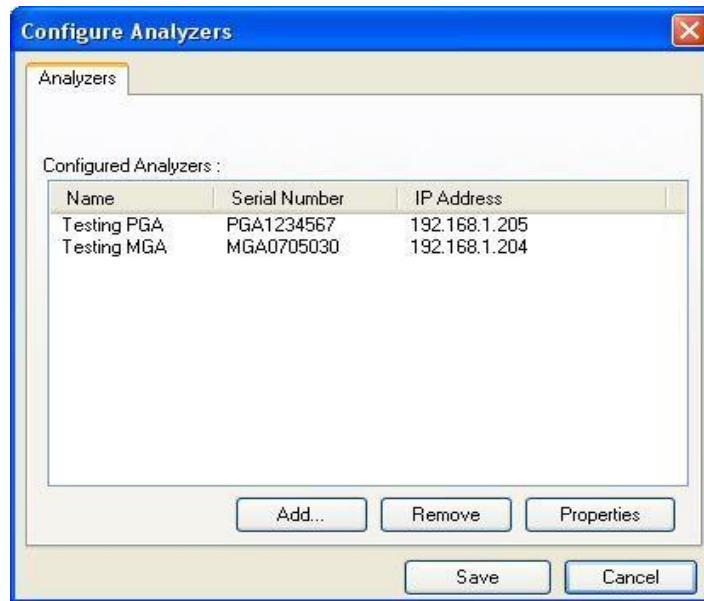 Configure Analyzers
Analyzers
Configured Analyzers :
Name Serial Number IP Address
Testing PGA PGA1234567 192.168.1.205
Testing MGA MGA0705030 192.168.1.204
Add... Remove Properties
Save Cancel